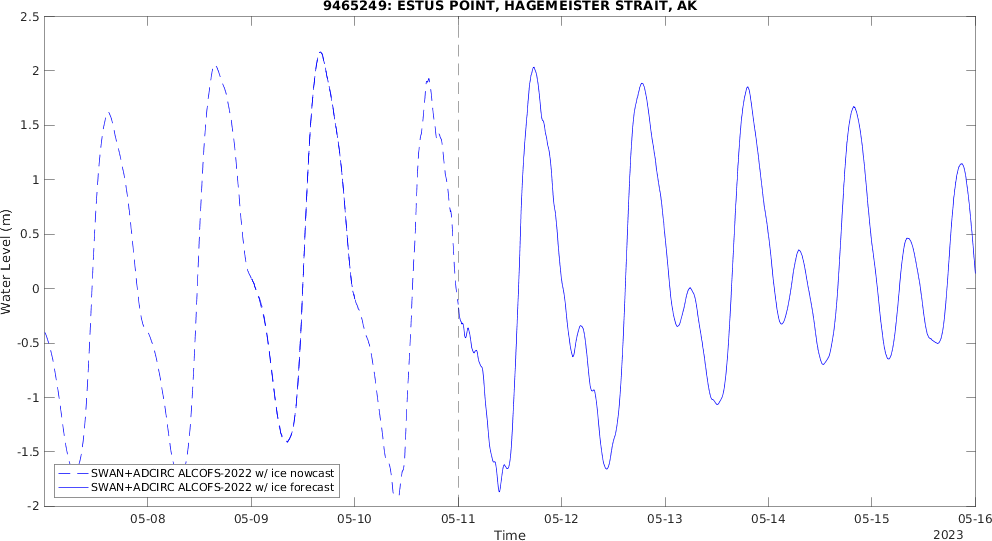 9465249: ESTUS POINT, HAGEMEISTER STRAIT, AK
2.5
2
1.5
1
0.5
0
-0.5
-1
-1.5
-2
Water Level (m)
SWAN+ADCIRC ALCOFS-2022 w/ ice nowcast
SWAN+ADCIRC ALCOFS-2022 w/ ice forecast
05-08 05-09 05-10 05-11 05-12 05-13 05-14 05-15 05-16
Time
2023